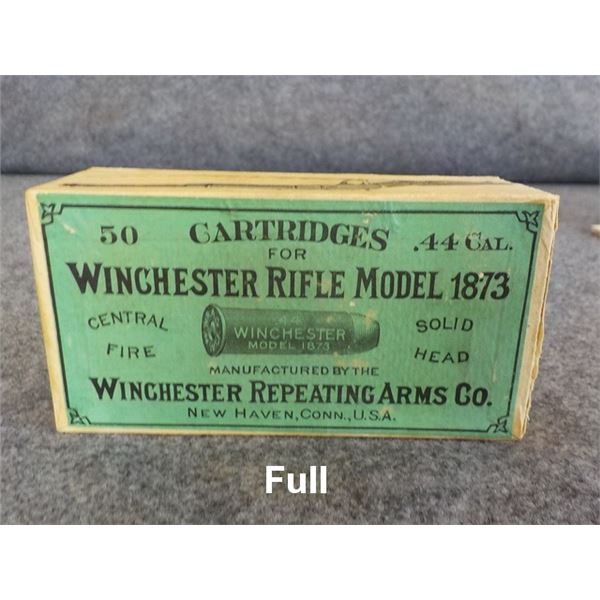 50 CARTRIDGES .44 CAL.
FOR
WINCHESTER RIFLE MODEL 1873
CENTRAL FIRE
.44
WINCHESTER
MODEL 1873
SOLID HEAD
MANUFACTURED BY THE
WINCHESTER REPEATING ARMS CO.
NEW HAVEN, CONN., U.S.A.
Full